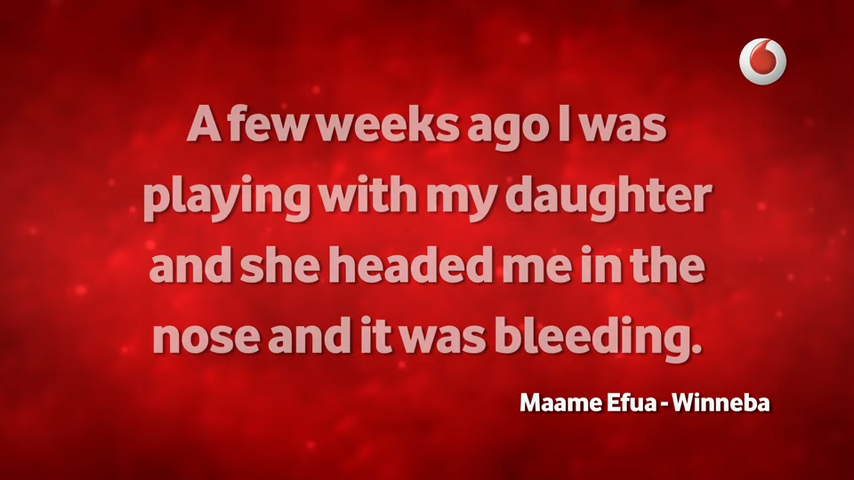 A few weeks ago I was
playing with my daughter
and she headed me in the
nose and it was bleeding.
Maame Efua - Winneba